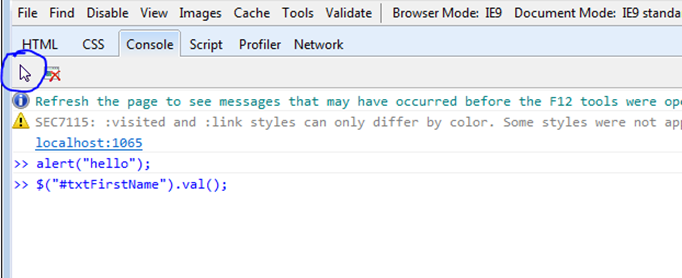 File Find Disable View Images Cache Tools Validate Browser Mode: IE9 Document Mode: IE9 standa
HTML CSS Console Script Profiler Network
Refresh the page to see messages that may have occurred before the F12 tools were ope
SEC7115: :visited and :link styles can only differ by color. Some styles were not app
localhost:1065
>> alert("hello");
>> $("#txtFirstName").val();